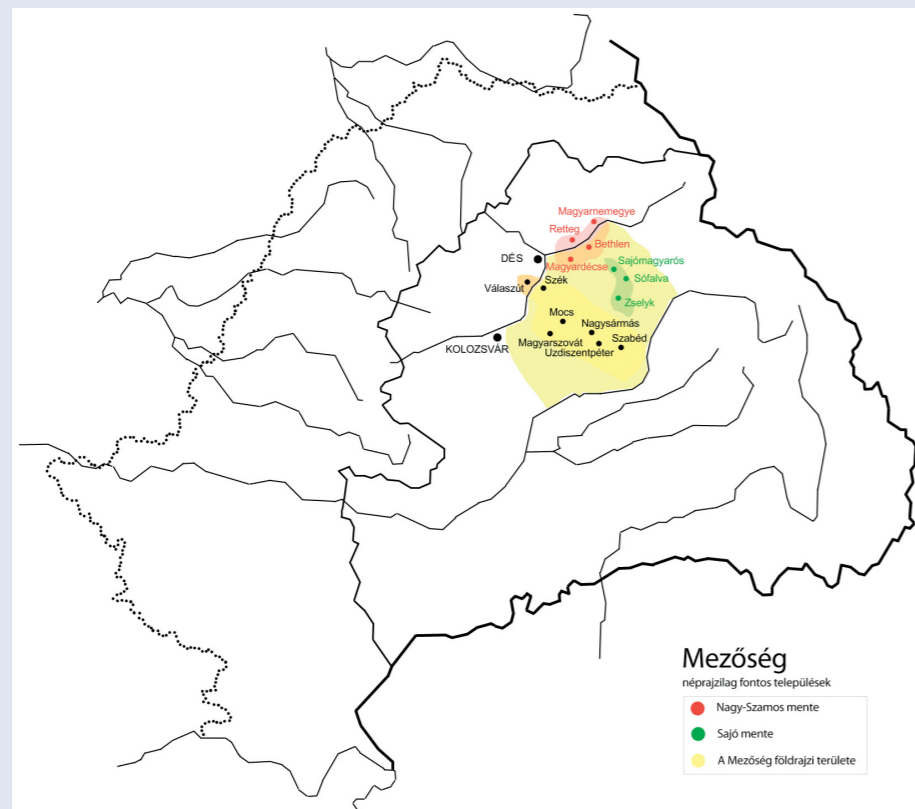 Magyarnemegye
Retteg
Bethlen
DÉS
Magyardécse
Sajómagyarós
Sófalva
Válaszút
Szék
Zselyk
Mocs
Nagysármás
KOLOZSVÁR
Magyarszovát
Szabéd
Uzdiszentpéter
Mezőség
néprajzilag fontos települések
Nagy-Szamos mente
Sajó mente
A Mezőség földrajzi területe